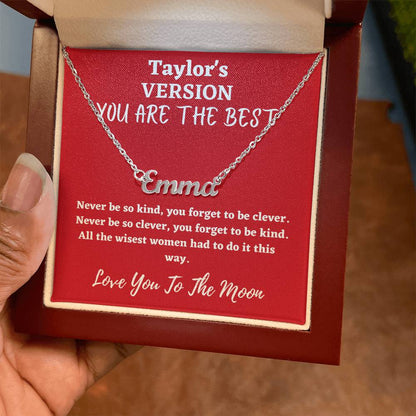 Taylor's
VERSION
YOU ARE THE BEST
Emma
Never be so kind, you forget to be clever.
Never be so clever, you forget to be kind.
All the wisest women had to do it this
way.
Love You To The Moon